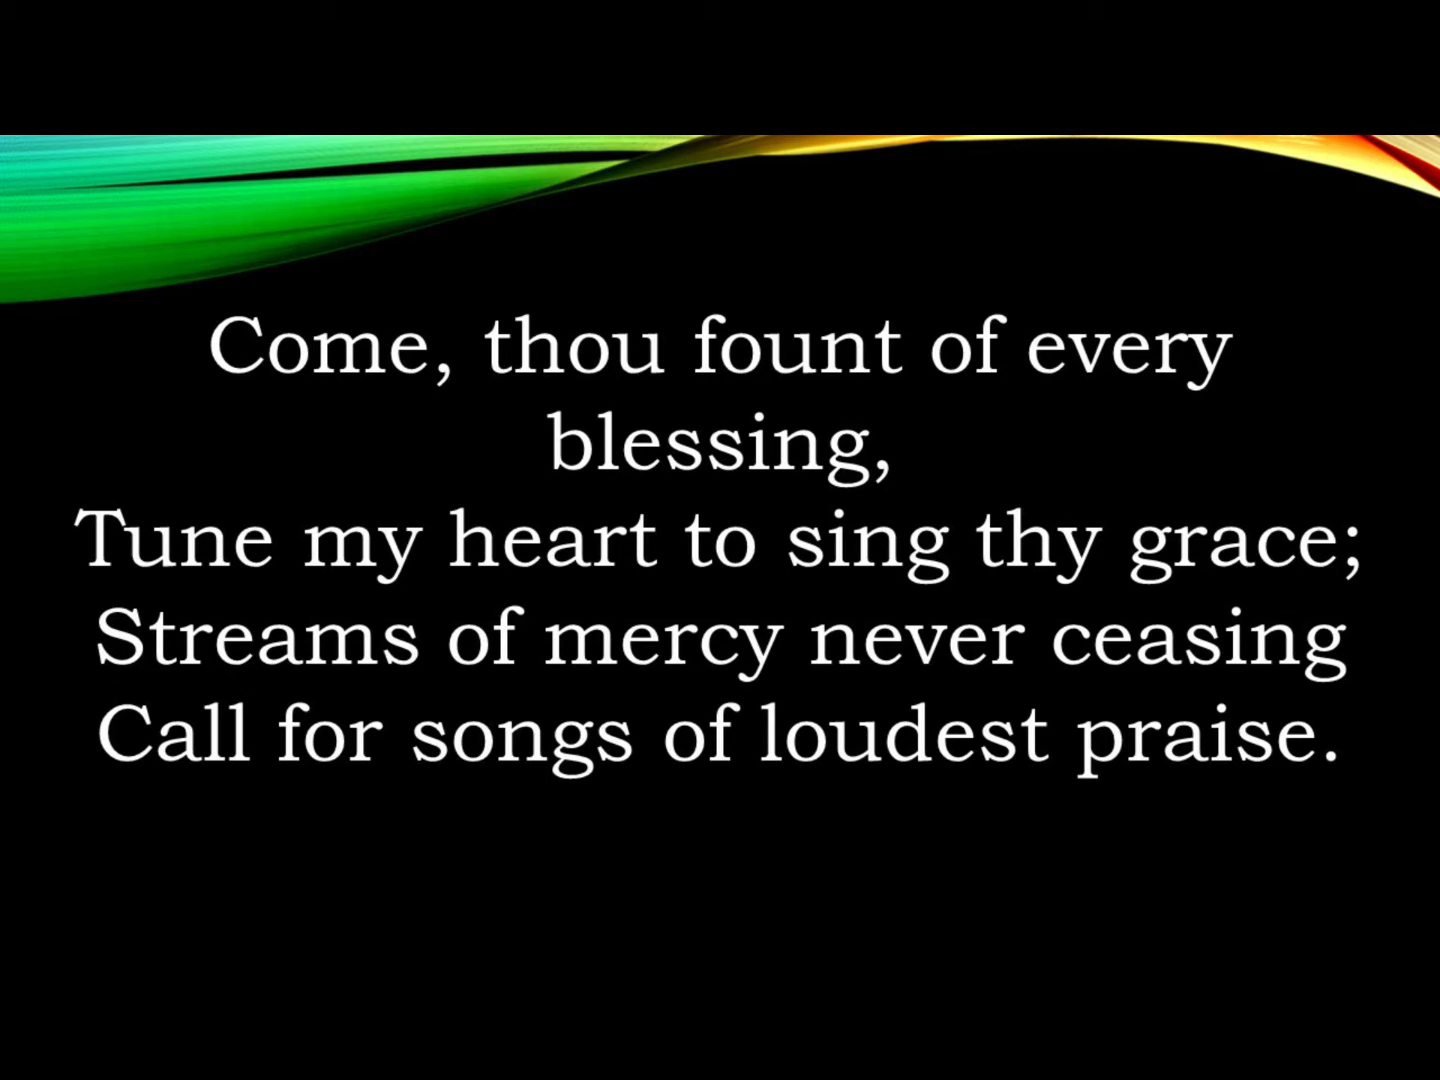 Come, thou fount of every
blessing,
Tune my heart to sing thy grace;
Streams of mercy never ceasing
Call for songs of loudest praise.